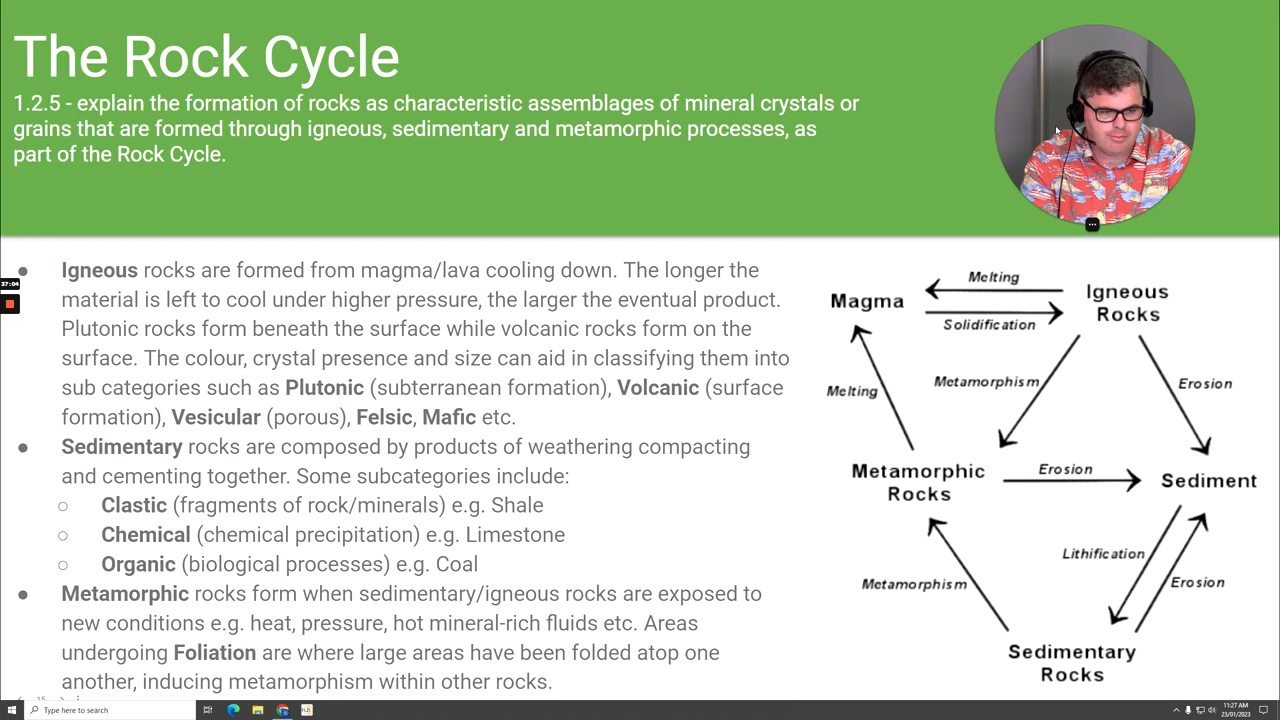 The Rock Cycle
1.2.5 - explain the formation of rocks as characteristic assemblages of mineral crystals or
grains that are formed through igneous, sedimentary and metamorphic processes, as
part of the Rock Cycle.
37:04
● Igneous rocks are formed from magma/lava cooling down. The longer the
material is left to cool under higher pressure, the larger the eventual product.
Plutonic rocks form beneath the surface while volcanic rocks form on the
surface. The colour, crystal presence and size can aid in classifying them into
sub categories such as Plutonic (subterranean formation), Volcanic (surface
formation), Vesicular (porous), Felsic, Mafic etc.
● Sedimentary rocks are composed by products of weathering compacting
and cementing together. Some subcategories include:
○ Clastic (fragments of rock/minerals) e.g. Shale
○ Chemical (chemical precipitation) e.g. Limestone
○ Organic (biological processes) e.g. Coal
● Metamorphic rocks form when sedimentary/igneous rocks are exposed to
new conditions e.g. heat, pressure, hot mineral-rich fluids etc. Areas
undergoing Foliation are where large areas have been folded atop one
another, inducing metamorphism within other rocks.
Melting
Magma
Igneous
Rocks
Solidification
Melting
Metamorphism
Erosion
Metamorphic
Rocks
Erosion
Sediment
Lithification
Metamorphism
Erosion
Sedimentary
Rocks
Type here to search
11:27 AM
23/01/2023